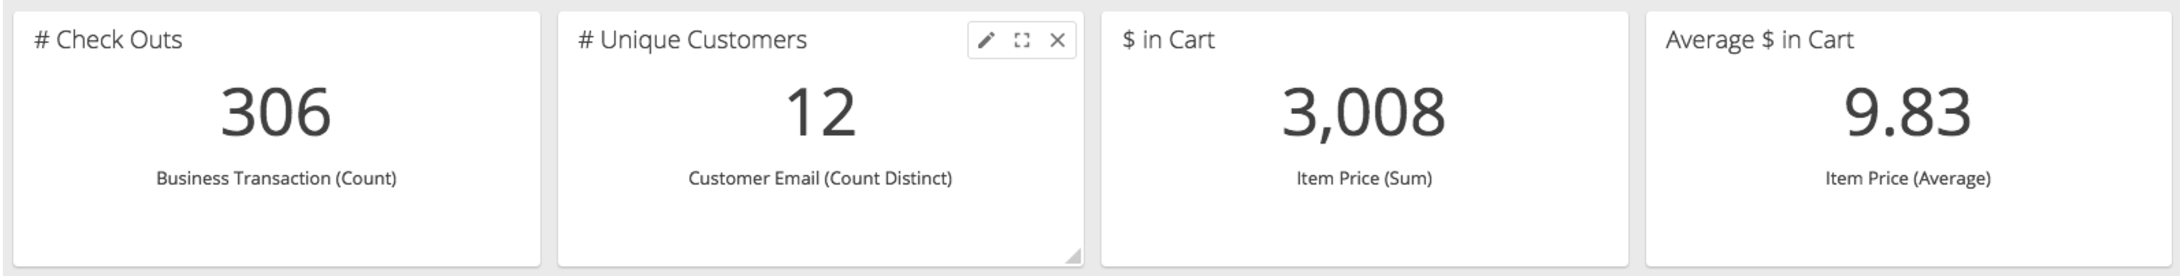 # Check Outs
306
Business Transaction (Count)
# Unique Customers
12
Customer Email (Count Distinct)
$ in Cart
3,008
Item Price (Sum)
Average $ in Cart
9.83
Item Price (Average)